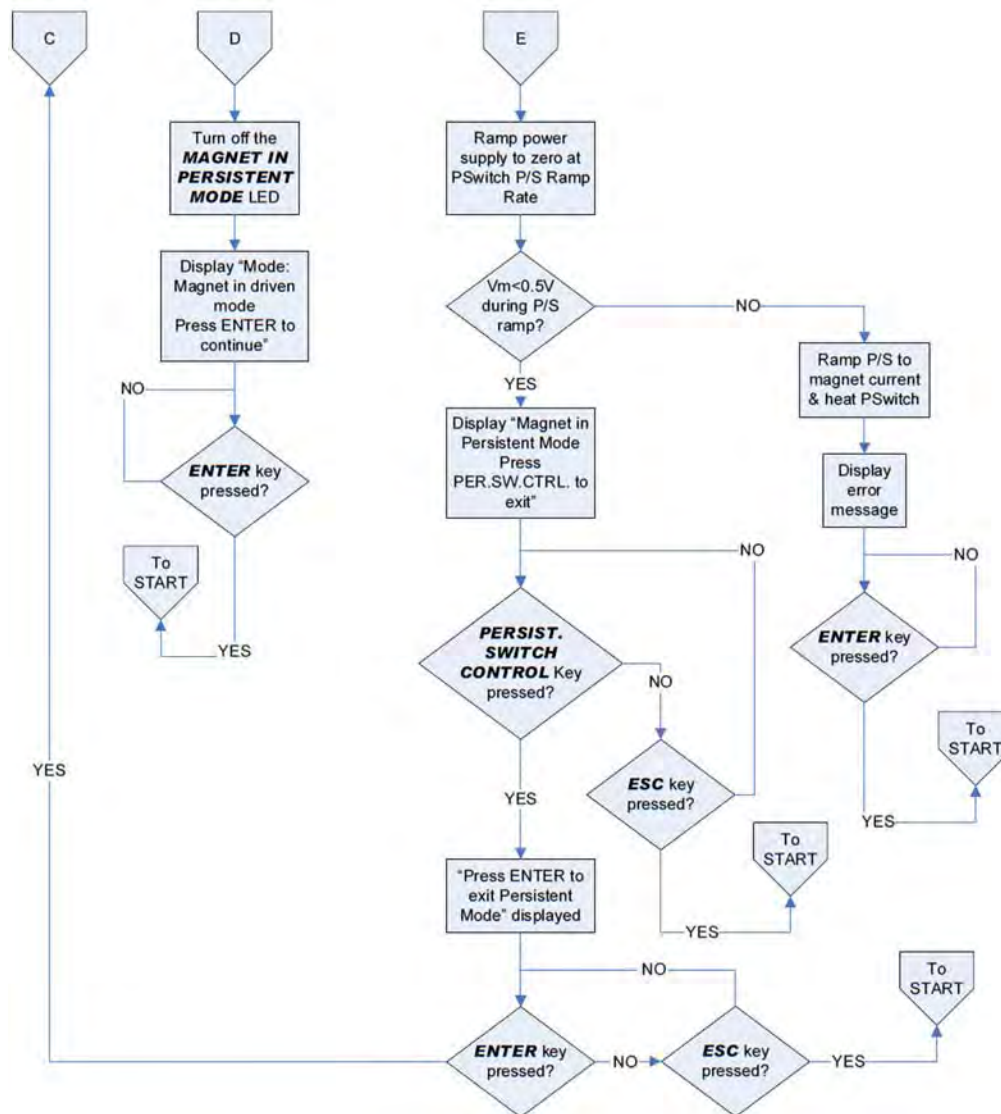 C
D
E
Turn off the
MAGNET IN
PERSISTENT
MODE LED
Display “Mode:
Magnet in driven
mode
Press ENTER to
continue”
NO
ENTER key
pressed?
To
START
YES
Ramp power
supply to zero at
PSwitch P/S Ramp
Rate
Vm<0.5V
during P/S
ramp?
NO
YES
Ramp P/S to
magnet current
& heat PSwitch
Display
error
message
NO
ENTER key
pressed?
To
START
YES
Display “Magnet in
Persistent Mode
Press
PER.SW.CTRL. to
exit”
NO
PERSIST.
SWITCH
CONTROL Key
pressed?
NO
ESC key
pressed?
To
START
YES
YES
“Press ENTER to
exit Persistent
Mode” displayed
NO
ENTER key
pressed?
NO
ESC key
pressed?
YES
To
START
YES